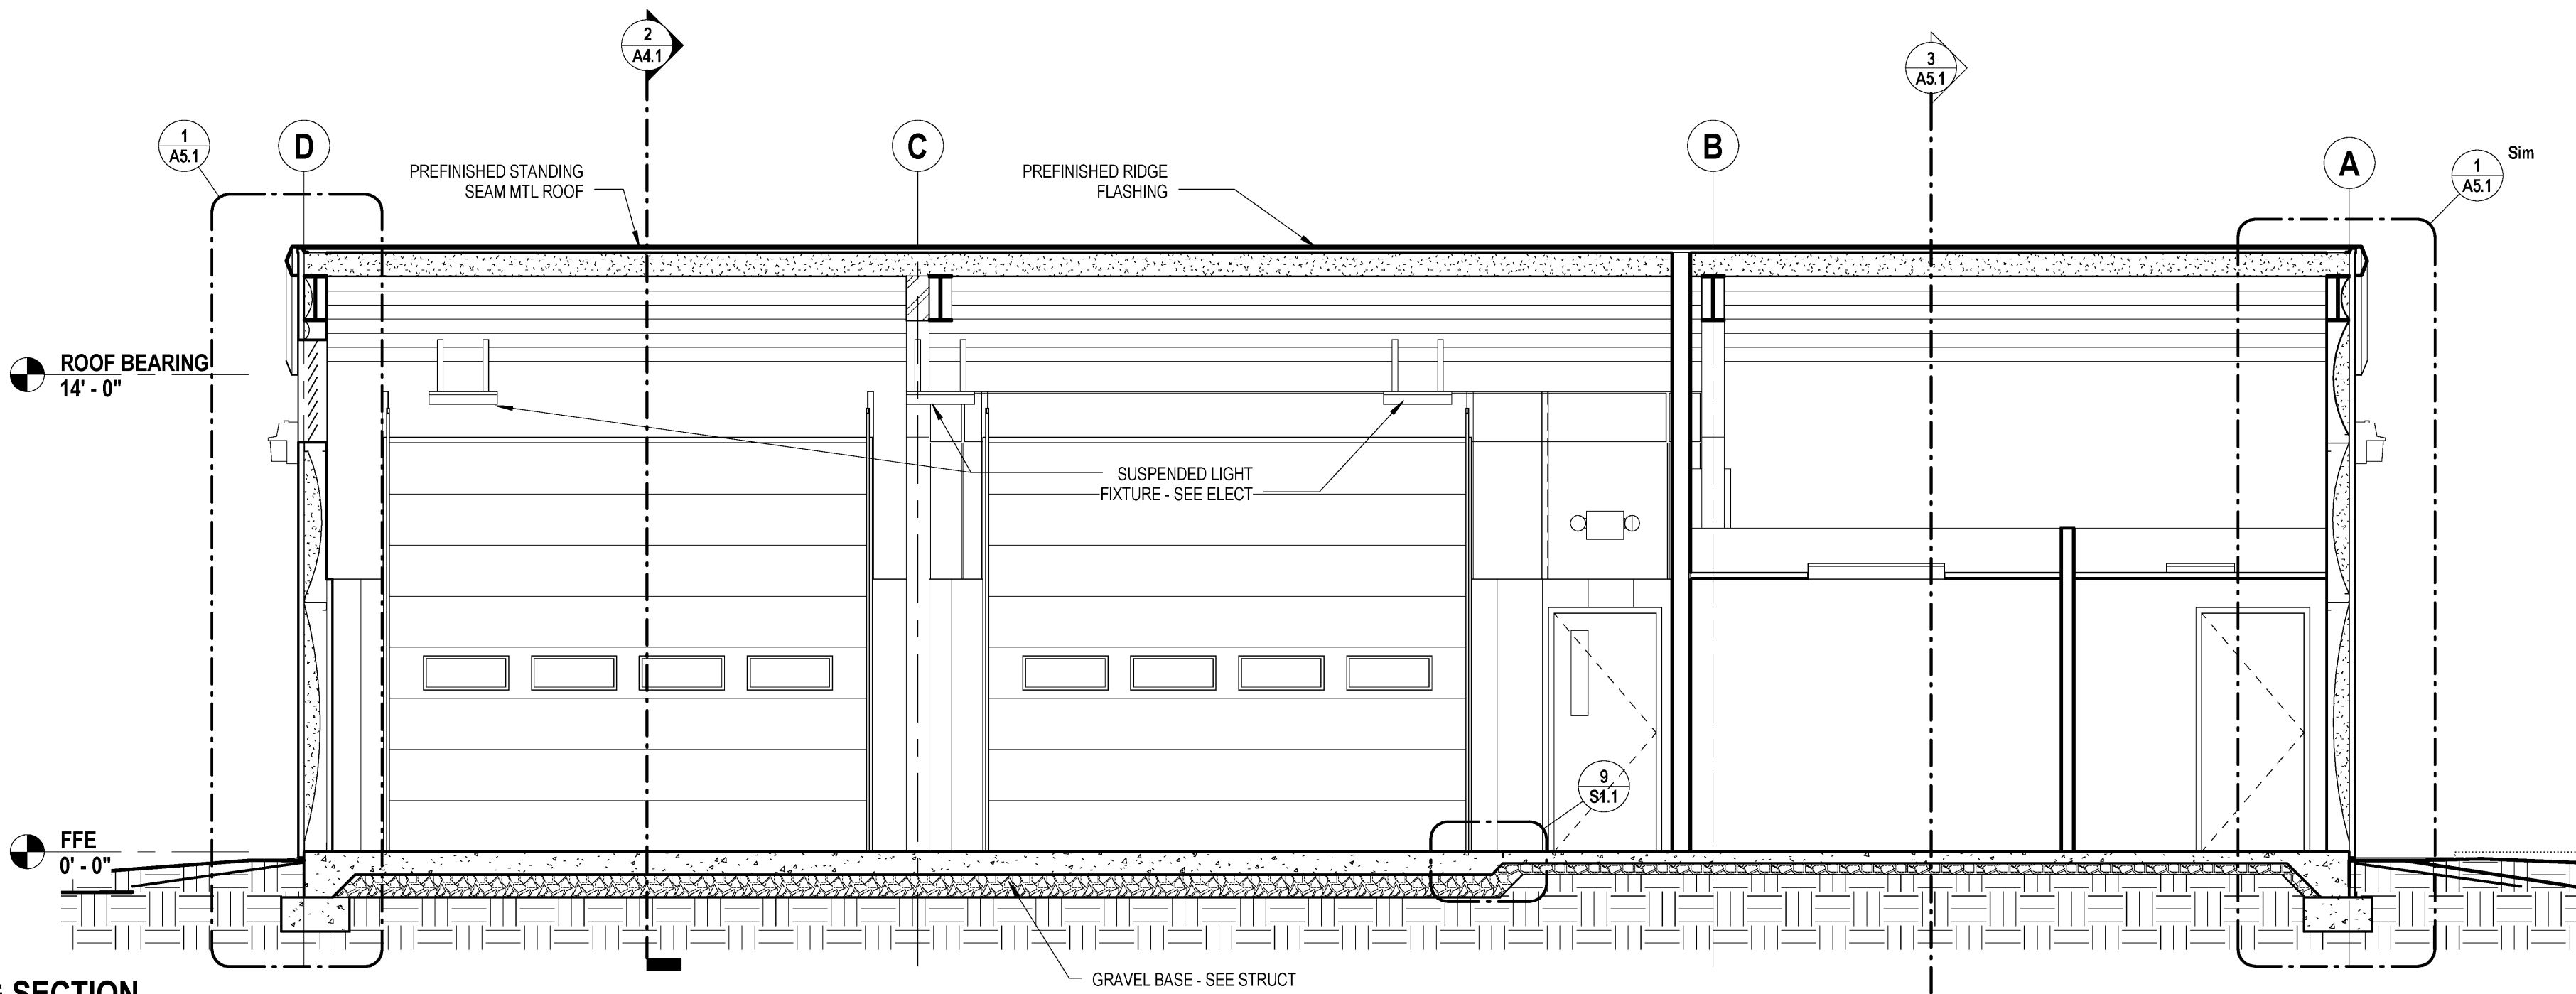 2
A4.1
3
A5.1
1
A5.1
D
C
B
A
1
A5.1
Sim
PREFINISHED STANDING
SEAM MTL ROOF
PREFINISHED RIDGE
FLASHING
ROOF BEARING
14' - 0"
SUSPENDED LIGHT
FIXTURE - SEE ELECT
9
S1.1
FFE
0' - 0"
GRAVEL BASE - SEE STRUCT
SECTION